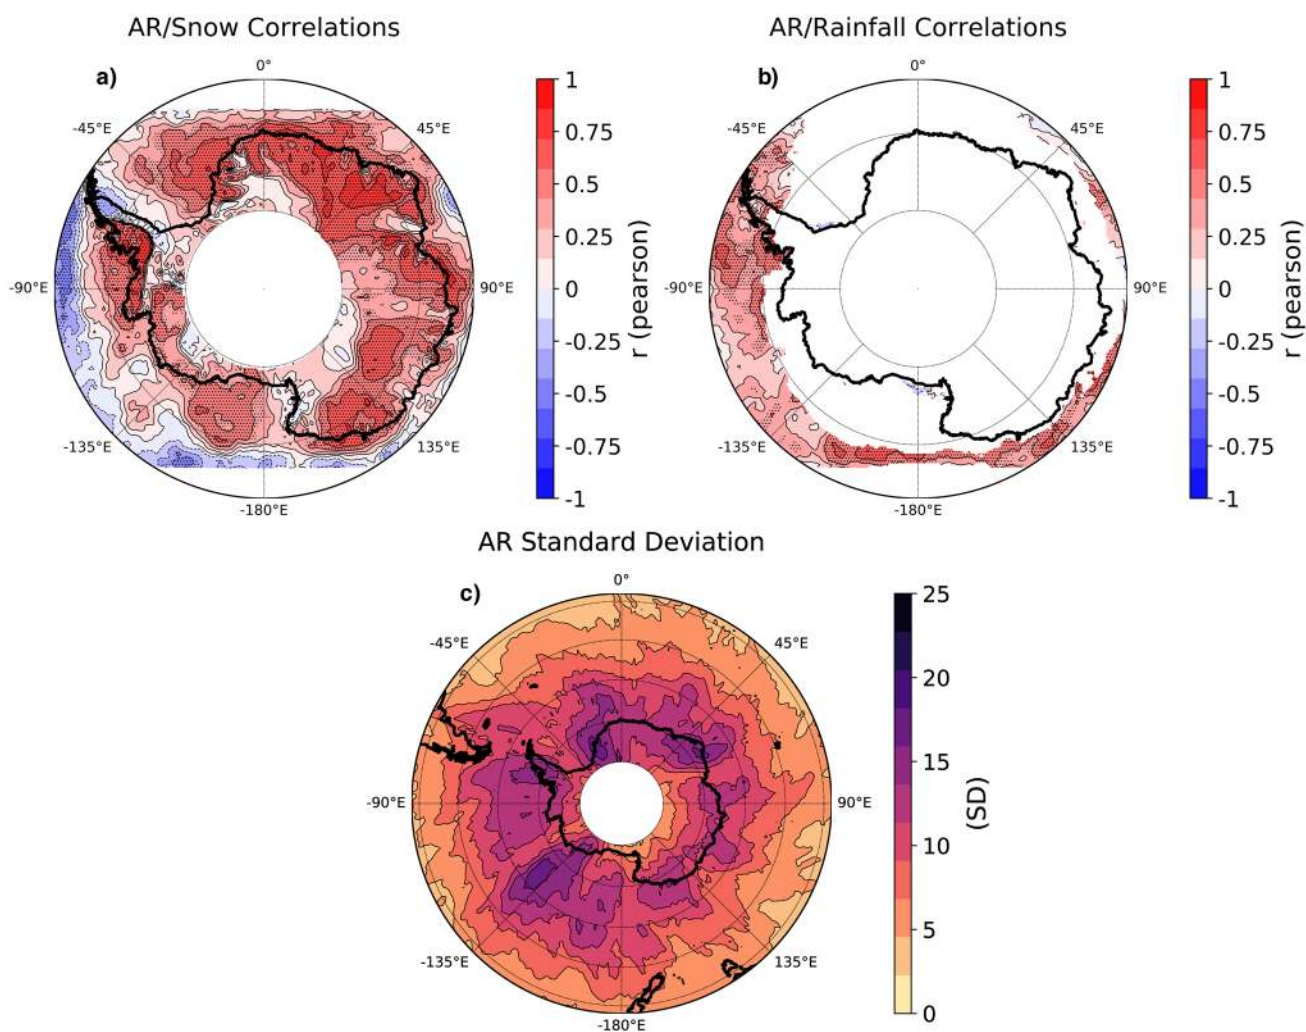 AR/Snow Correlations
a)
0°
-45°E
45°E
-90°E
90°E
-135°E
135°E
-180°E
1
0.75
0.5
0.25
0
-0.25
-0.5
-0.75
-1
r (pearson)
AR/Rainfall Correlations
b)
0°
-45°E
45°E
-90°E
90°E
-135°E
135°E
-180°E
1
0.75
0.5
0.25
0
-0.25
-0.5
-0.75
-1
r (pearson)
AR Standard Deviation
c)
0°
-45°E
45°E
-90°E
90°E
-135°E
135°E
-180°E
25
20
15
10
5
0
(SD)